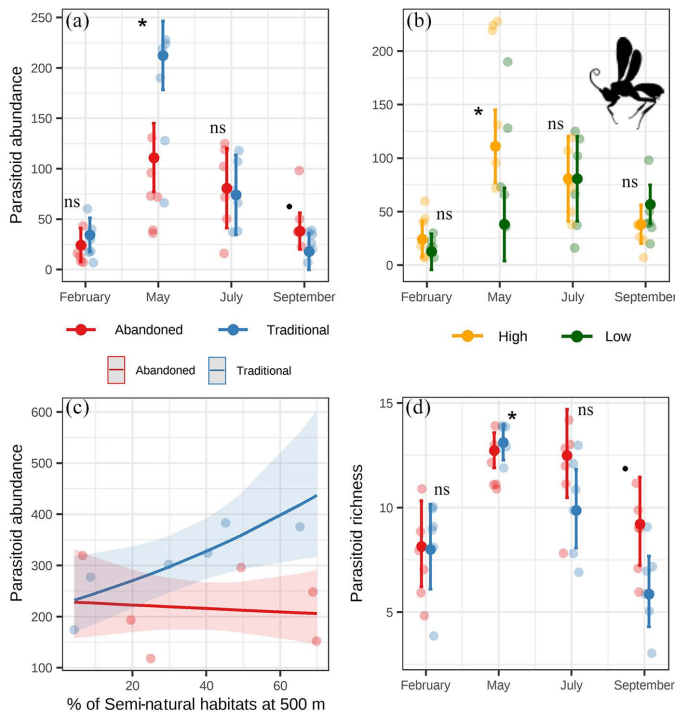 (a)
Parasitoid abundance
250
200
150
100
50
0
ns
*
ns
•
February
May
July
September
Abandoned
Traditional
(b)
200
150
100
50
0
ns
*
ns
ns
February
May
July
September
High
Low
Abandoned
Traditional
(c)
Parasitoid abundance
600
500
400
300
200
100
20
40
60
% of Semi-natural habitats at 500 m
(d)
Parasitoid richness
15
10
5
ns
*
ns
•
February
May
July
September